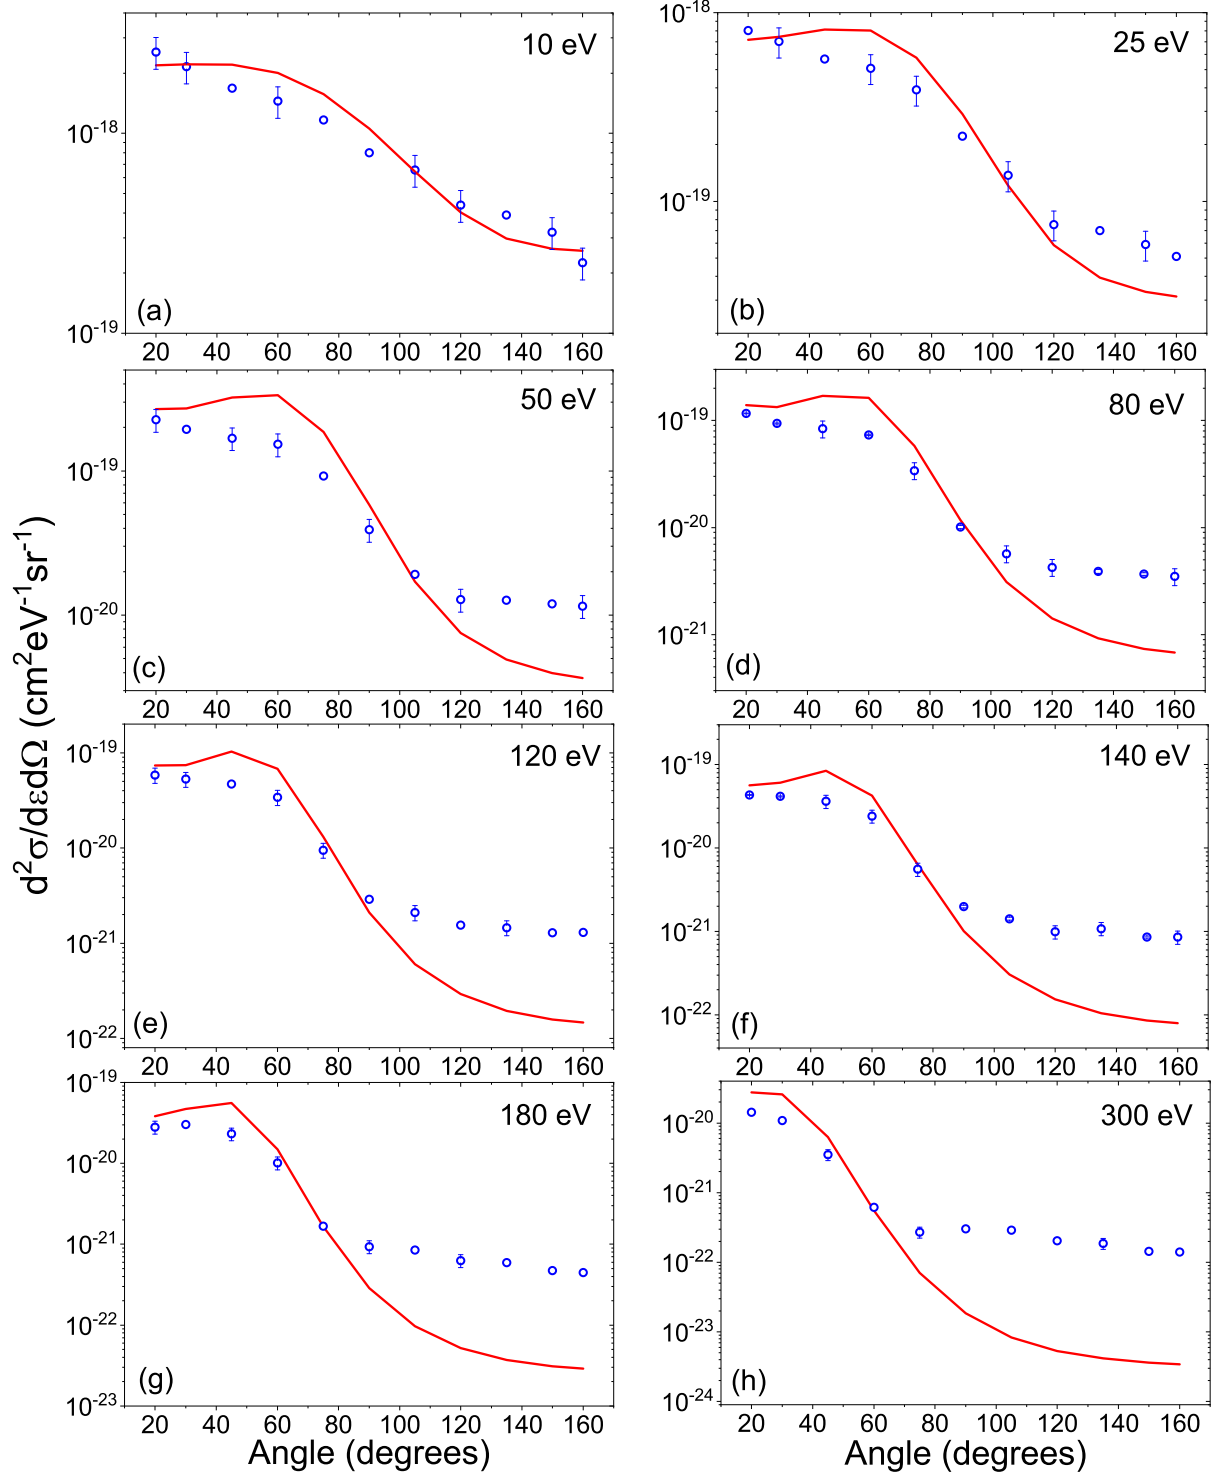 10 eV
10⁻¹⁸
10⁻¹⁹
(a)
20 40 60 80 100 120 140 160
25 eV
10⁻¹⁸
10⁻¹⁹
(b)
20 40 60 80 100 120 140 160
50 eV
10⁻¹⁹
10⁻²⁰
(c)
20 40 60 80 100 120 140 160
80 eV
10⁻¹⁹
10⁻²⁰
10⁻²¹
(d)
20 40 60 80 100 120 140 160
d²σ/dεdΩ (cm²eV⁻¹sr⁻¹)
120 eV
10⁻¹⁹
10⁻²⁰
10⁻²¹
10⁻²²
(e)
20 40 60 80 100 120 140 160
140 eV
10⁻¹⁹
10⁻²⁰
10⁻²¹
10⁻²²
(f)
20 40 60 80 100 120 140 160
180 eV
10⁻¹⁹
10⁻²⁰
10⁻²¹
10⁻²²
10⁻²³
(g)
20 40 60 80 100 120 140 160
Angle (degrees)
300 eV
10⁻²⁰
10⁻²¹
10⁻²²
10⁻²³
10⁻²⁴
(h)
20 40 60 80 100 120 140 160
Angle (degrees)